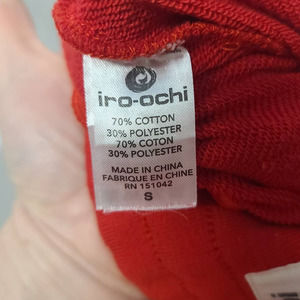 iro-ochi
70% COTTON
30% POLYESTER
70% COTON
30% POLYESTER
MADE IN CHINA
FABRIQUE EN CHINE
RN 151042
S